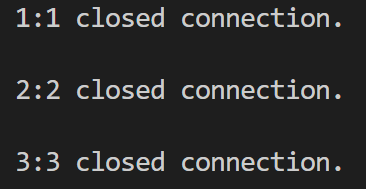 1:1 closed connection.
2:2 closed connection.
3:3 closed connection.